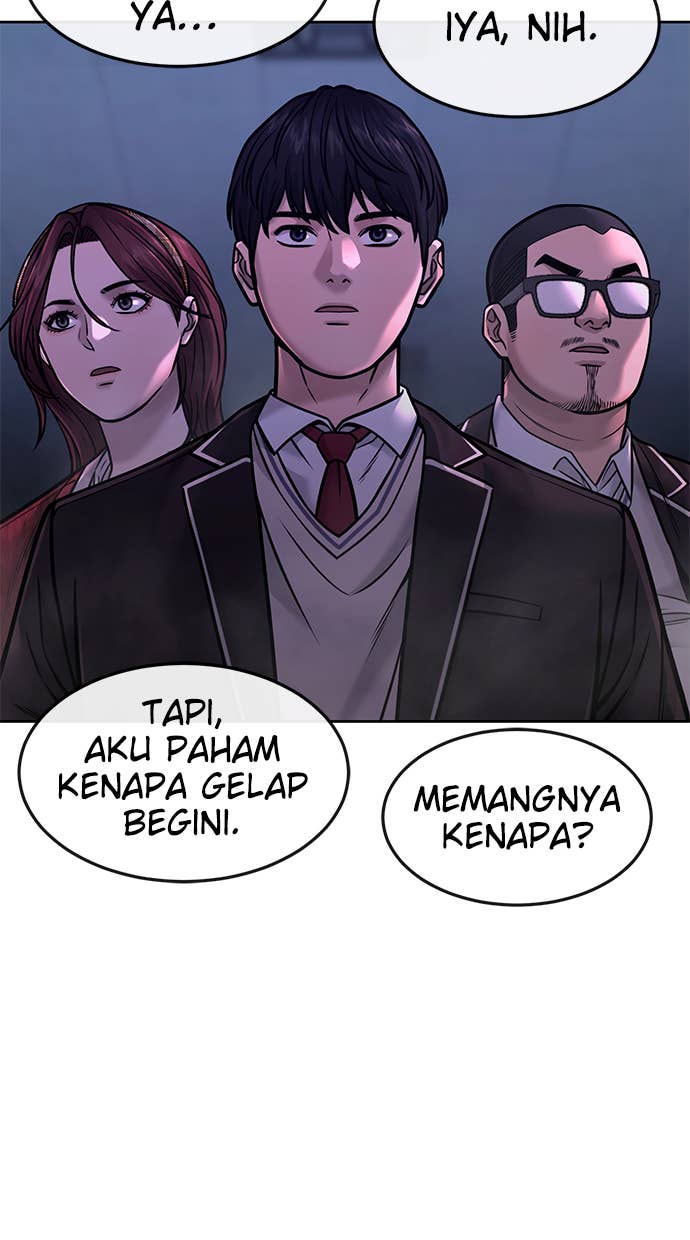 YA...
IYA, NIH.
TAPI,
AKU PAHAM
KENAPA GELAP
BEGINI.
MEMANGNYA
KENAPA?